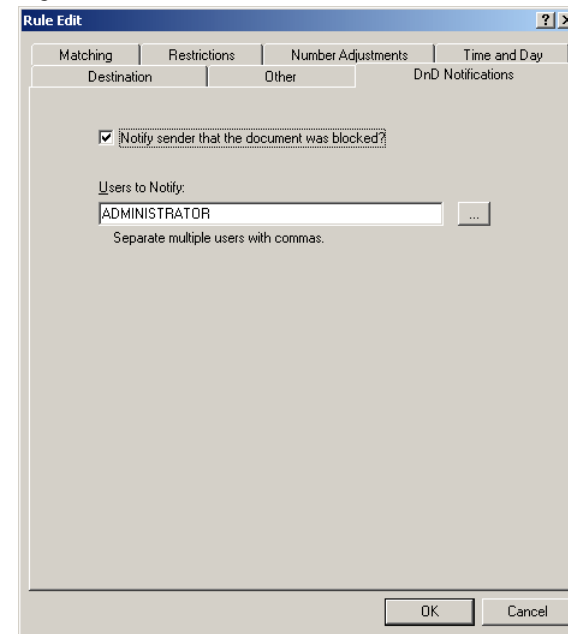 Rule Edit
Matching Restrictions Number Adjustments Time and Day
Destination Other DnD Notifications
Notify sender that the document was blocked?
Users to Notify:
ADMINISTRATOR ...
Separate multiple users with commas.
OK Cancel